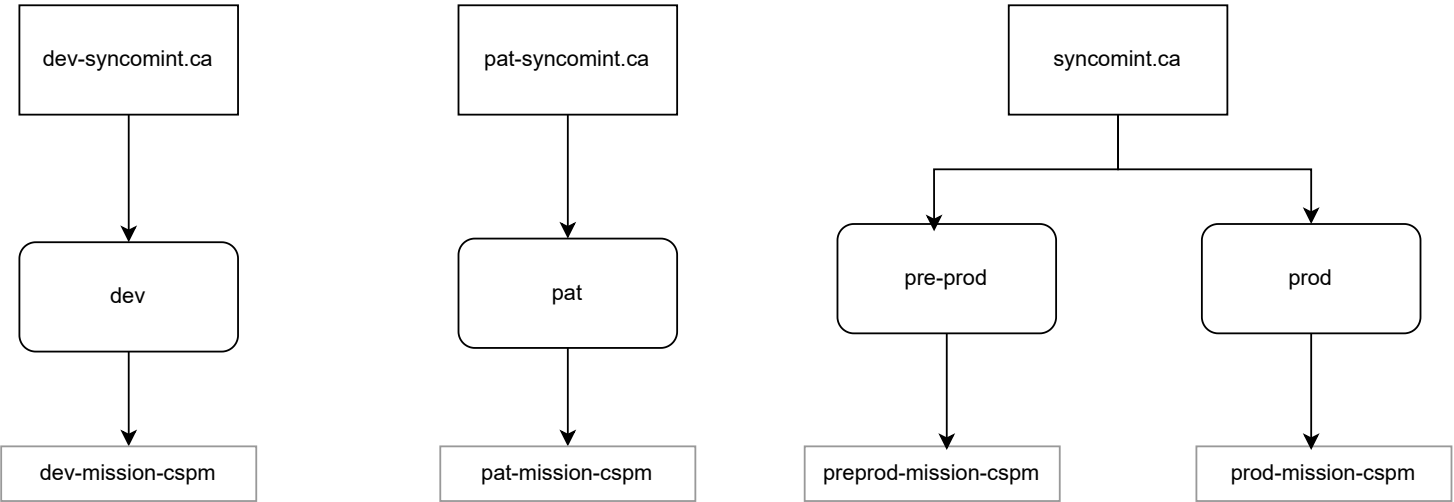 dev-syncomint.ca
pat-syncomint.ca
syncomint.ca
dev
pat
pre-prod
prod
dev-mission-cspm
pat-mission-cspm
preprod-mission-cspm
prod-mission-cspm